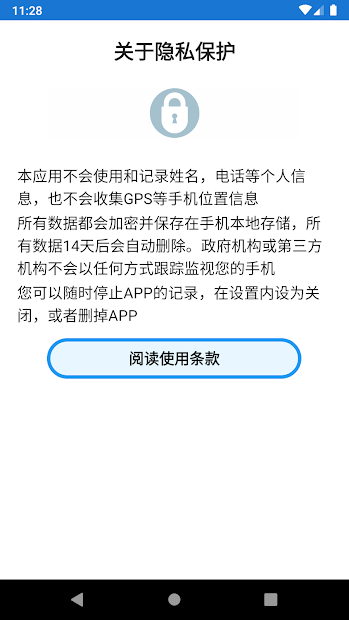 11:28
关于隐私保护
本应用不会使用和记录姓名，电话等个人信
息，也不会收集GPS等手机位置信息
所有数据都会加密并保存在手机本地存储，所
有数据14天后会自动删除。政府机构或第三方
机构不会以任何方式跟踪监视您的手机
您可以随时停止APP的记录，在设置内设为关
闭，或者删掉APP
阅读使用条款